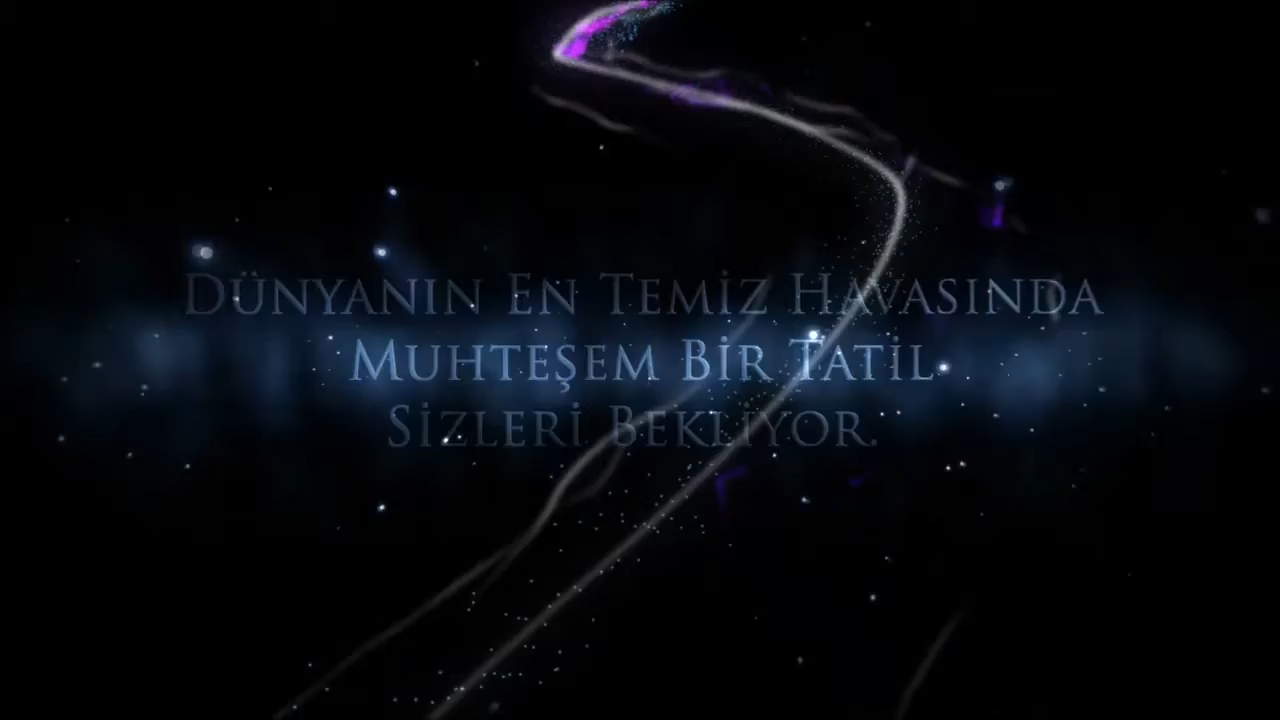 Dünyanın En Temiz Havasında
Muhteşem Bir Tatil
Sizleri Bekliyor.